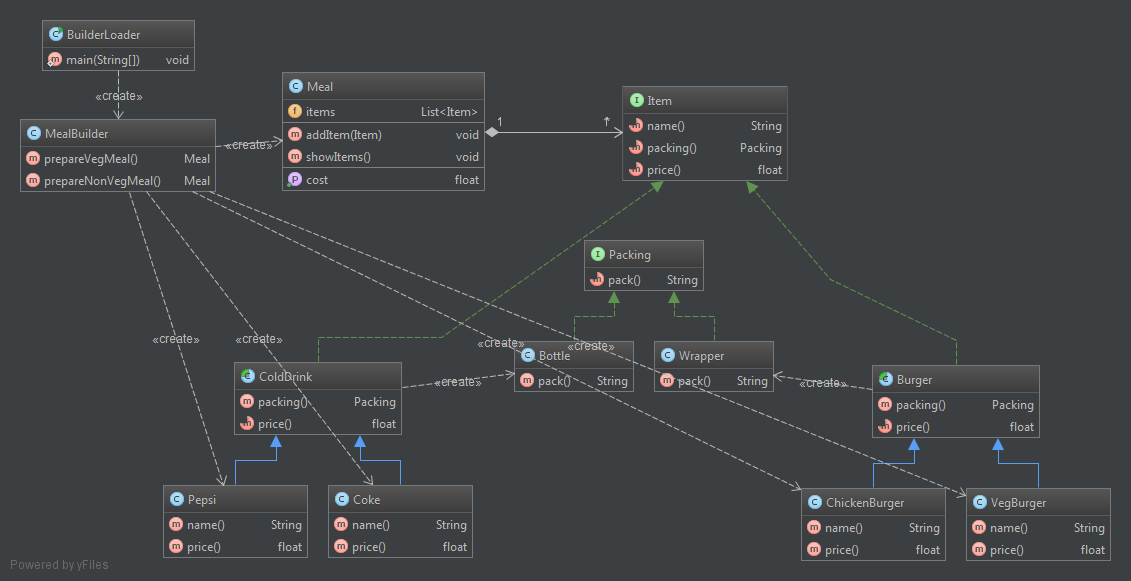 BuilderLoader
main(String[]) void
«create»
MealBuilder
prepareVegMeal() Meal
prepareNonVegMeal() Meal
«create»
Meal
items List<Item>
addItem(Item) void
showItems() void
cost float
1
Item
name() String
packing() Packing
price() float
Packing
pack() String
«create»
«create»
«create»
«create»
Bottle
pack() String
Wrapper
pack() String
ColdDrink
packing() Packing
price() float
«create»
«create»
Burger
packing() Packing
price() float
Pepsi
name() String
price() float
Coke
name() String
price() float
ChickenBurger
name() String
price() float
VegBurger
name() String
price() float
Powered by yFiles